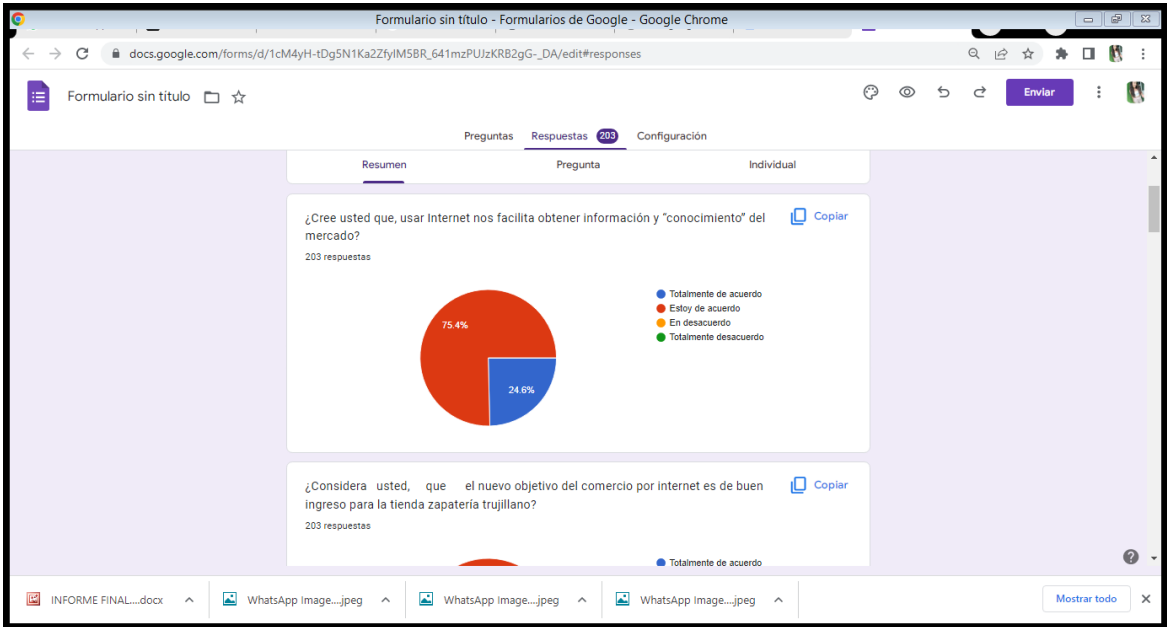 Formulario sin título - Formularios de Google - Google Chrome
docs.google.com/forms/d/1cM4yH-tDg5N1Ka2ZfyIM5BR_641mzPUJzKRB2gG-_DA/edit#responses
Formulario sin título
Enviar
Preguntas Respuestas 203 Configuración
Resumen Pregunta Individual
¿Cree usted que, usar Internet nos facilita obtener información y “conocimiento” del
mercado?
Copiar
203 respuestas
Totalmente de acuerdo
Estoy de acuerdo
En desacuerdo
Totalmente desacuerdo
75.4%
24.6%
¿Considera usted, que el nuevo objetivo del comercio por internet es de buen
ingreso para la tienda zapatería trujillano?
Copiar
203 respuestas
Totalmente de acuerdo
INFORME FINAL....docx WhatsApp Image....jpeg WhatsApp Image....jpeg WhatsApp Image....jpeg Mostrar todo